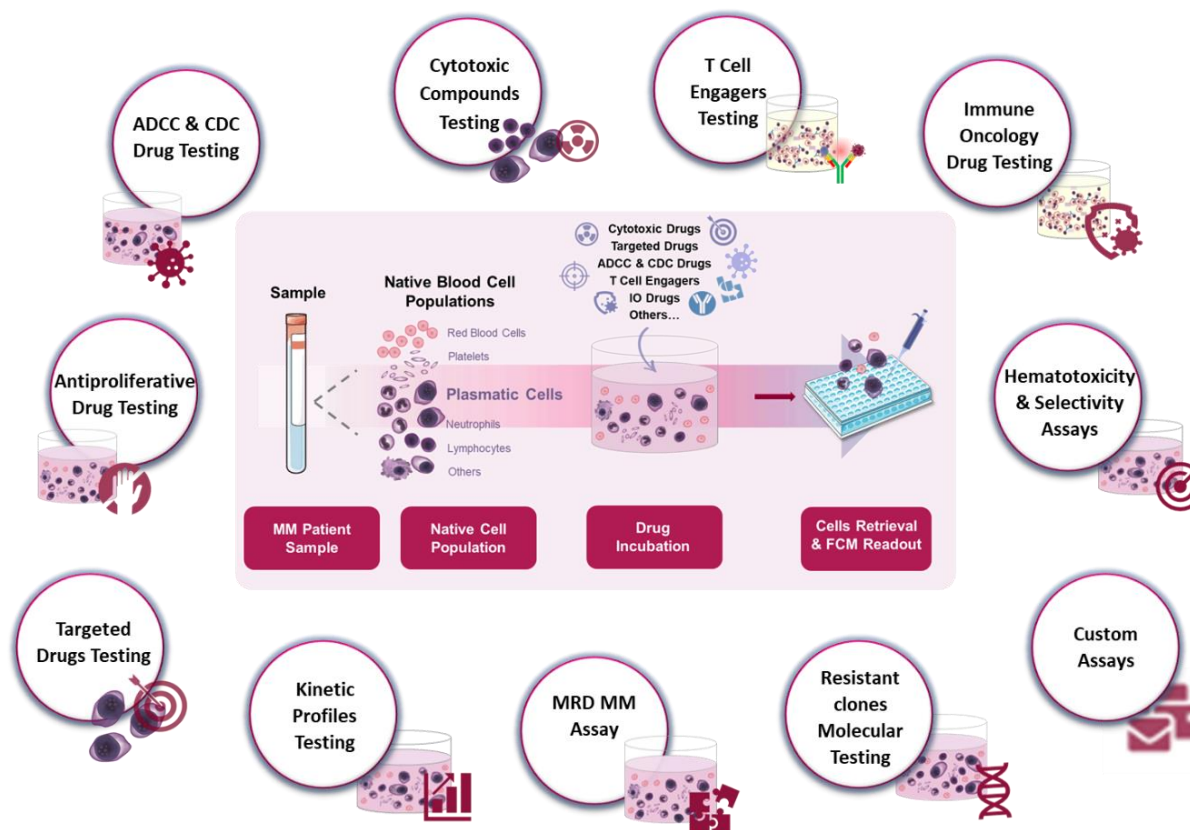 Cytotoxic
Compounds
Testing
T Cell
Engagers
Testing
ADCC & CDC
Drug Testing
Immune
Oncology
Drug Testing
Cytotoxic Drugs
Targeted Drugs
ADCC & CDC Drugs
T Cell Engagers
IO Drugs
Others...
Sample
Native Blood Cell
Populations
Red Blood Cells
Platelets
Plasmatic Cells
Neutrophils
Lymphocytes
Others
MM Patient
Sample
Native Cell
Population
Drug
Incubation
Cells Retrieval
& FCM Readout
Antiproliferative
Drug Testing
Hematotoxicity
& Selectivity
Assays
Targeted
Drugs Testing
Kinetic
Profiles
Testing
MRD MM
Assay
Resistant
clones
Molecular
Testing
Custom
Assays